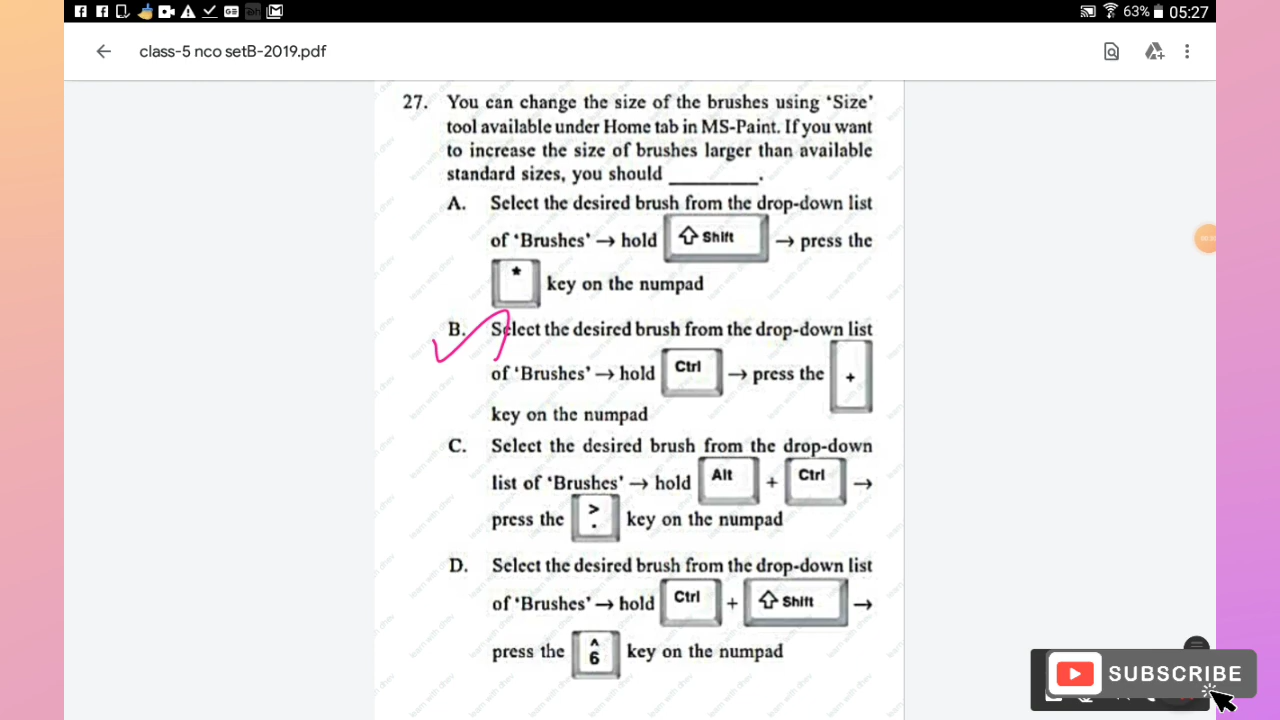 63% 05:27
class-5 nco setB-2019.pdf
27. You can change the size of the brushes using ‘Size’
tool available under Home tab in MS-Paint. If you want
to increase the size of brushes larger than available
standard sizes, you should _________.
A. Select the desired brush from the drop-down list
of ‘Brushes’ → hold ⇧ Shift → press the
* key on the numpad
B. Select the desired brush from the drop-down list
of ‘Brushes’ → hold Ctrl → press the +
key on the numpad
C. Select the desired brush from the drop-down
list of ‘Brushes’ → hold Alt + Ctrl →
press the > . key on the numpad
D. Select the desired brush from the drop-down list
of ‘Brushes’ → hold Ctrl + ⇧ Shift →
press the ^ 6 key on the numpad
SUBSCRIBE